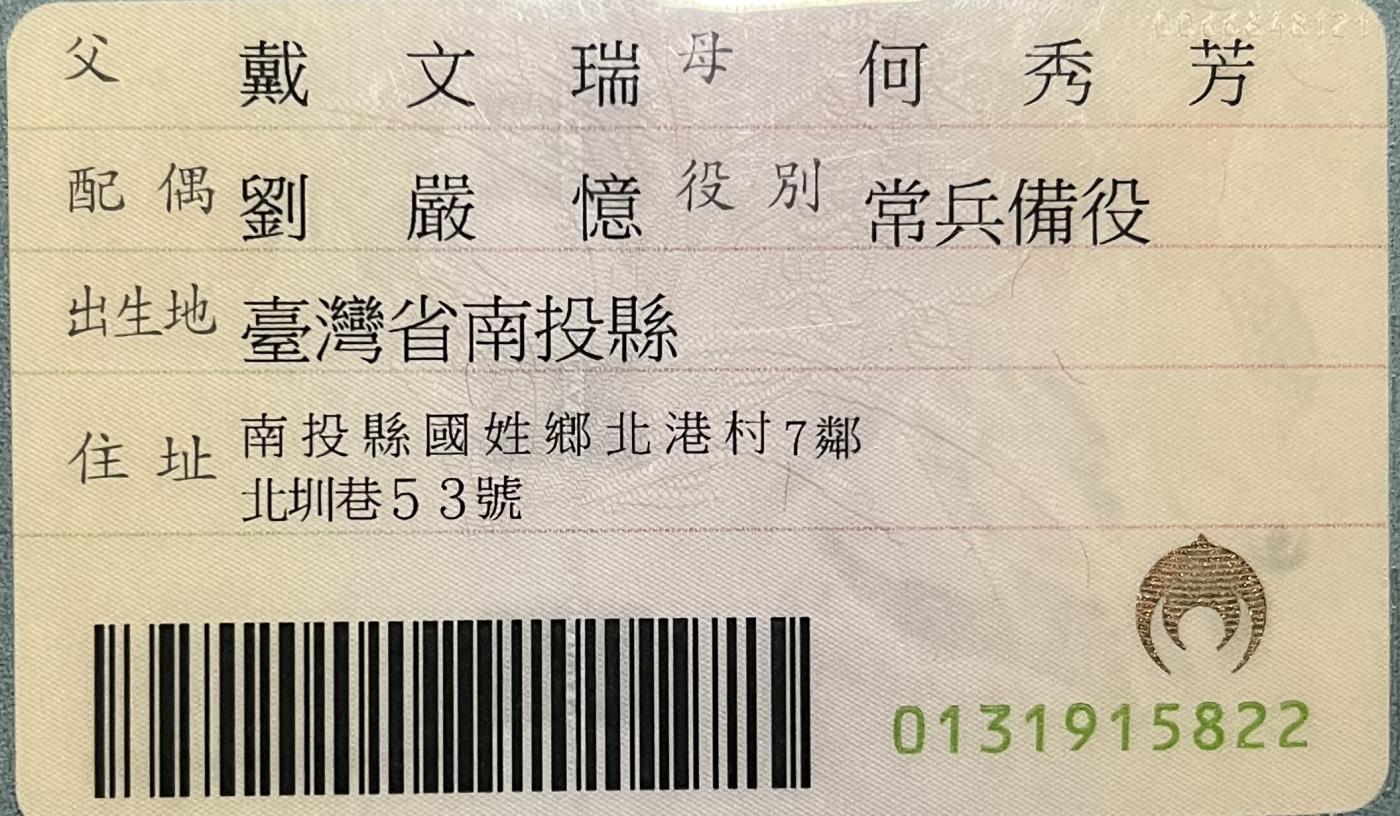 父 戴文瑞 母 何秀芳
配偶 劉嚴憶 役別 常兵備役
出生地 臺灣省南投縣
住址 南投縣國姓鄉北港村7鄰
北圳巷53號
0131915822